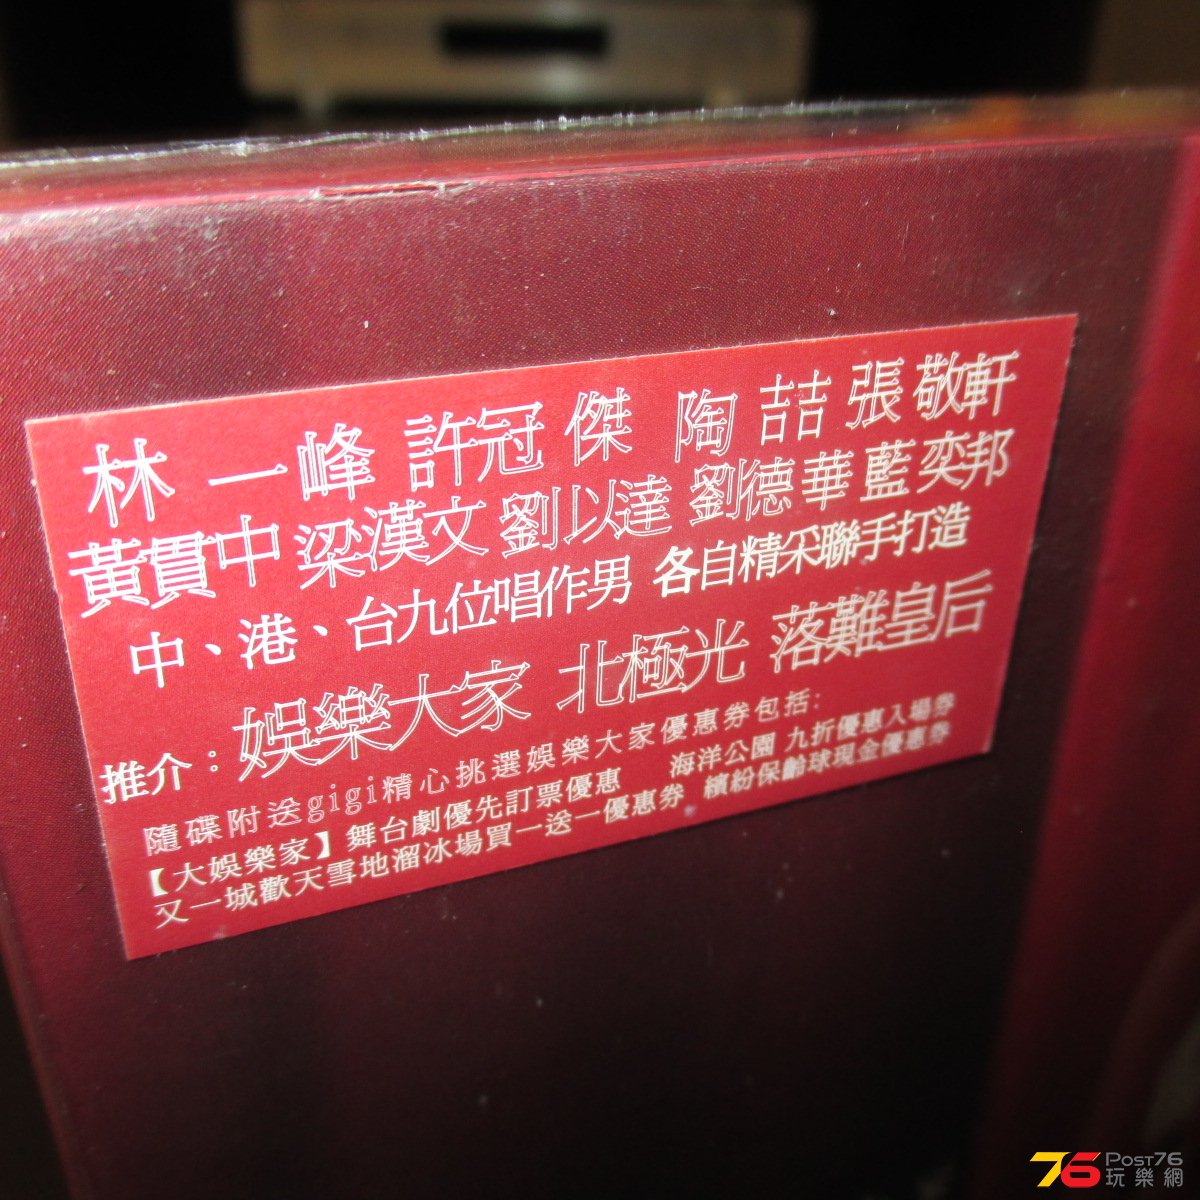 林一峰 許冠傑 陶喆 張敬軒
黃貫中 梁漢文 劉以達 劉德華 藍奕邦
中、港、台九位唱作男 各自精采聯手打造
推介：娛樂大家 北極光 落難皇后
隨碟附送gigi精心挑選娛樂大家優惠券包括:
【大娛樂家】舞台劇優先訂票優惠 海洋公園 九折優惠入場券
又一城歡天雪地溜冰場買一送一優惠券 繽紛保齡球現金優惠券
76 POST76
玩樂網